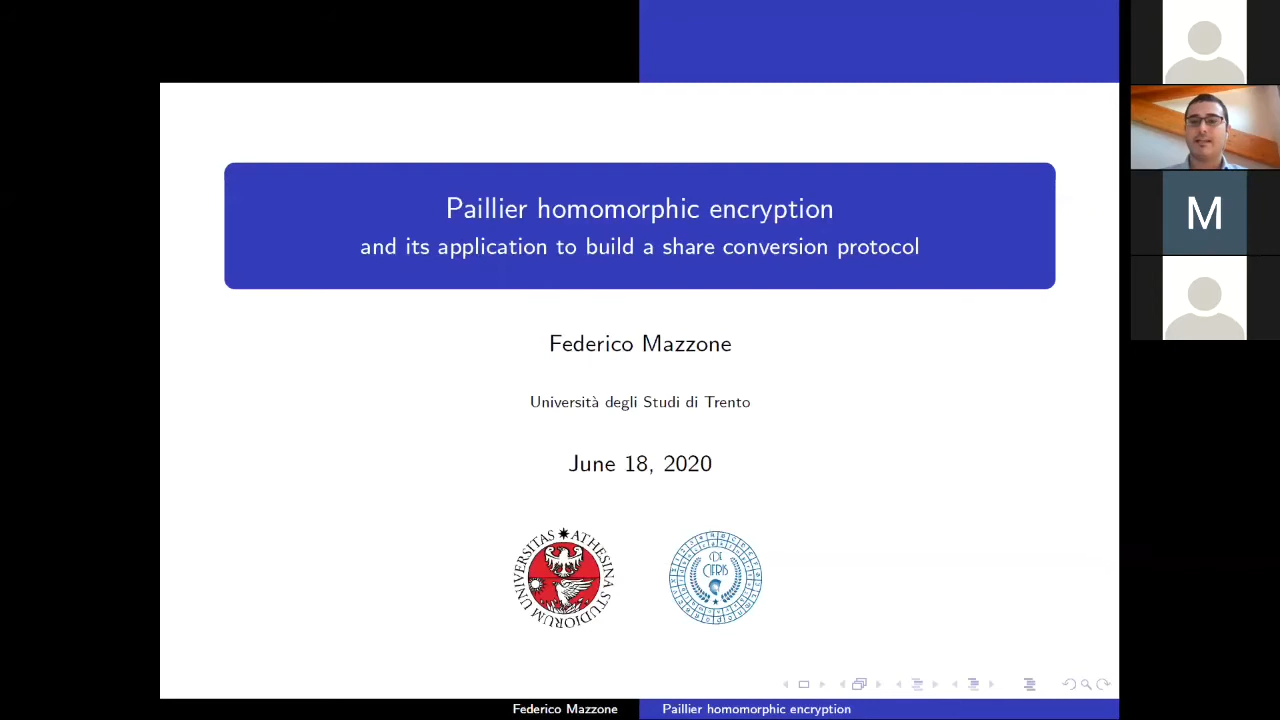 Paillier homomorphic encryption
and its application to build a share conversion protocol
Federico Mazzone
Università degli Studi di Trento
June 18, 2020
UNIVERSITAS ATHESINA STUDIORUM
DE CIFRIS
M
Federico Mazzone
Paillier homomorphic encryption